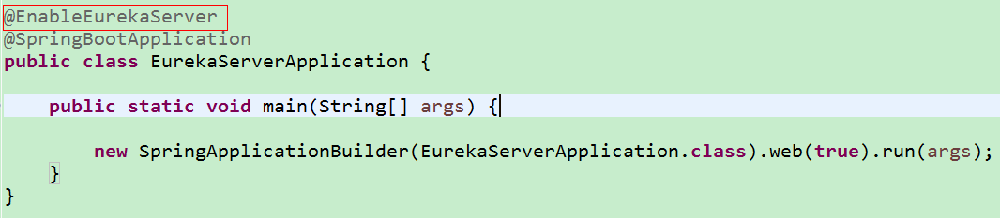 @EnableEurekaServer
@SpringBootApplication
public class EurekaServerApplication {
public static void main(String[] args) {
new SpringApplicationBuilder(EurekaServerApplication.class).web(true).run(args);
}
}